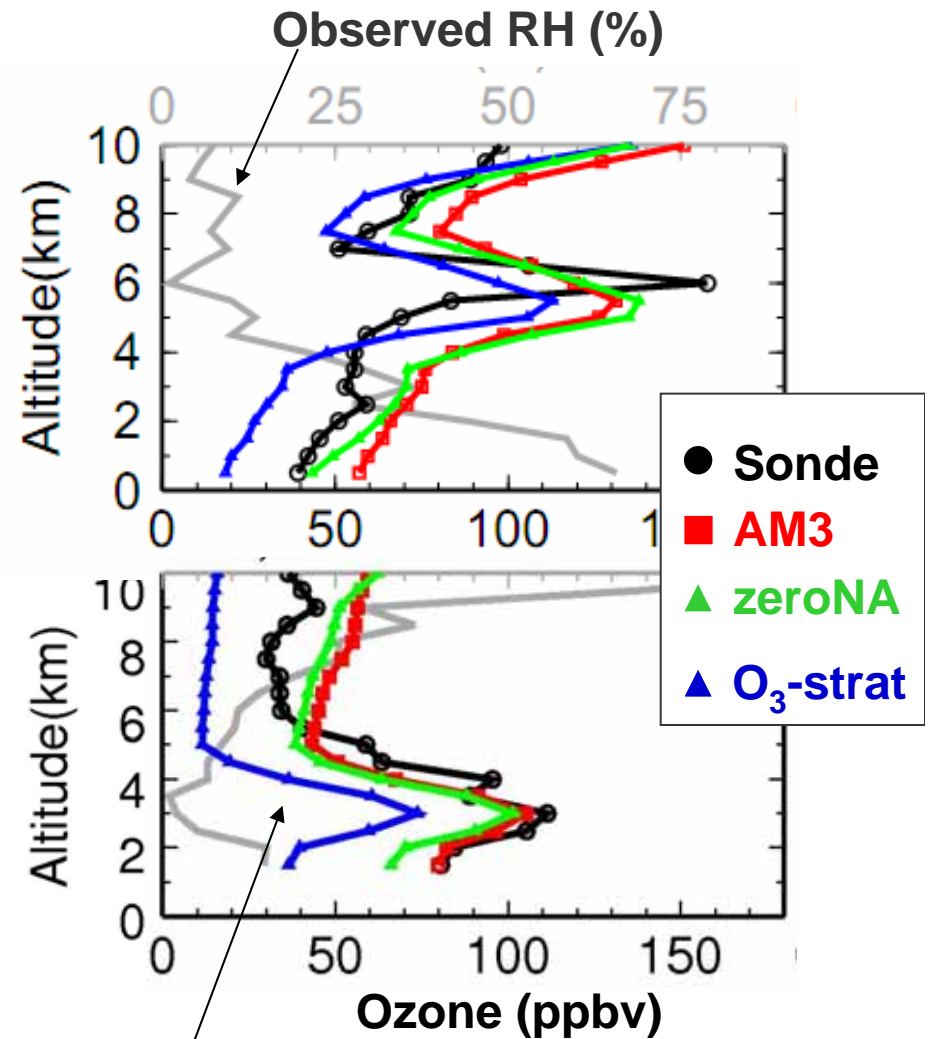 Observed RH (%)
0 25 50 75
10
8
6
4
2
0
Altitude(km)
0 50 100
Sonde
AM3
zeroNA
O₃-strat
10
8
6
4
2
0
Altitude(km)
0 50 100 150
Ozone (ppbv)